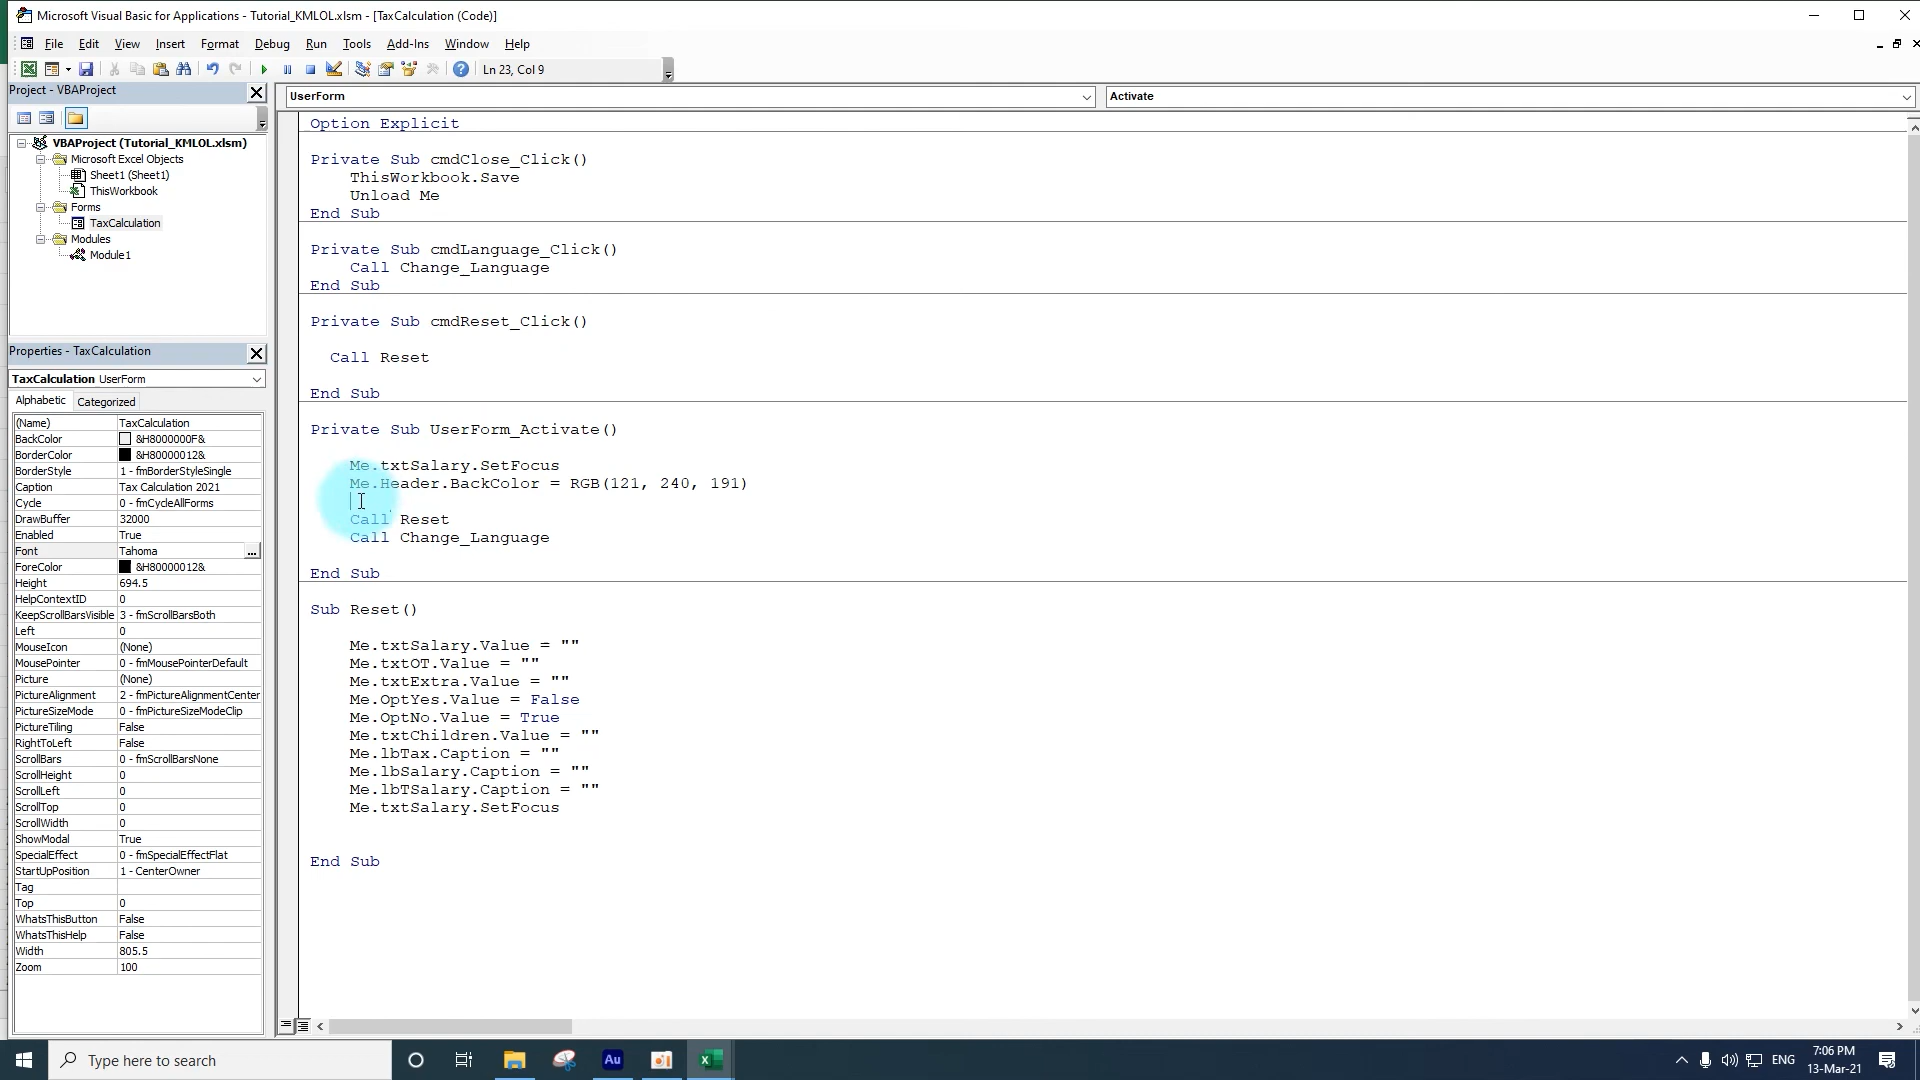 Microsoft Visual Basic for Applications - Tutorial_KMLOL.xlsm - [TaxCalculation (Code)]
File Edit View Insert Format Debug Run Tools Add-Ins Window Help
Ln 23, Col 9
Project - VBAProject
VBAProject (Tutorial_KMLOL.xlsm)
Microsoft Excel Objects
Sheet1 (Sheet1)
ThisWorkbook
Forms
TaxCalculation
Modules
Module1
Properties - TaxCalculation
TaxCalculation UserForm
Alphabetic Categorized
(Name) TaxCalculation
BackColor &H8000000F&
BorderColor &H80000012&
BorderStyle 1 - fmBorderStyleSingle
Caption Tax Calculation 2021
Cycle 0 - fmCycleAllForms
DrawBuffer 32000
Enabled True
Font Tahoma ...
ForeColor &H80000012&
Height 694.5
HelpContextID 0
KeepScrollBarsVisible 3 - fmScrollBarsBoth
Left 0
MouseIcon (None)
MousePointer 0 - fmMousePointerDefault
Picture (None)
PictureAlignment 2 - fmPictureAlignmentCenter
PictureSizeMode 0 - fmPictureSizeModeClip
PictureTiling False
RightToLeft False
ScrollBars 0 - fmScrollBarsNone
ScrollHeight 0
ScrollLeft 0
ScrollTop 0
ScrollWidth 0
ShowModal True
SpecialEffect 0 - fmSpecialEffectFlat
StartUpPosition 1 - CenterOwner
Tag
Top 0
WhatsThisButton False
WhatsThisHelp False
Width 805.5
Zoom 100
UserForm Activate
Option Explicit
Private Sub cmdClose_Click()
ThisWorkbook.Save
Unload Me
End Sub
Private Sub cmdLanguage_Click()
Call Change_Language
End Sub
Private Sub cmdReset_Click()
Call Reset
End Sub
Private Sub UserForm_Activate()
Me.txtSalary.SetFocus
Me.Header.BackColor = RGB(121, 240, 191)
Call Reset
Call Change_Language
End Sub
Sub Reset()
Me.txtSalary.Value = ""
Me.txtOT.Value = ""
Me.txtExtra.Value = ""
Me.OptYes.Value = False
Me.OptNo.Value = True
Me.txtChildren.Value = ""
Me.lbTax.Caption = ""
Me.lbSalary.Caption = ""
Me.lbTSalary.Caption = ""
Me.txtSalary.SetFocus
End Sub
Type here to search
Au
ENG
7:06 PM
13-Mar-21